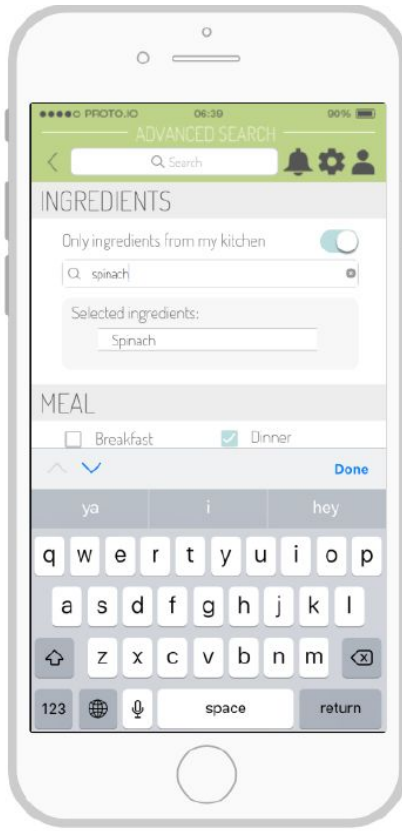 PROTO.IO 06:39 90%
ADVANCED SEARCH
Search
INGREDIENTS
Only ingredients from my kitchen
spinach
Selected ingredients:
Spinach
MEAL
Breakfast Dinner
Done
ya i hey
q w e r t y u i o p
a s d f g h j k l
z x c v b n m
123 space return